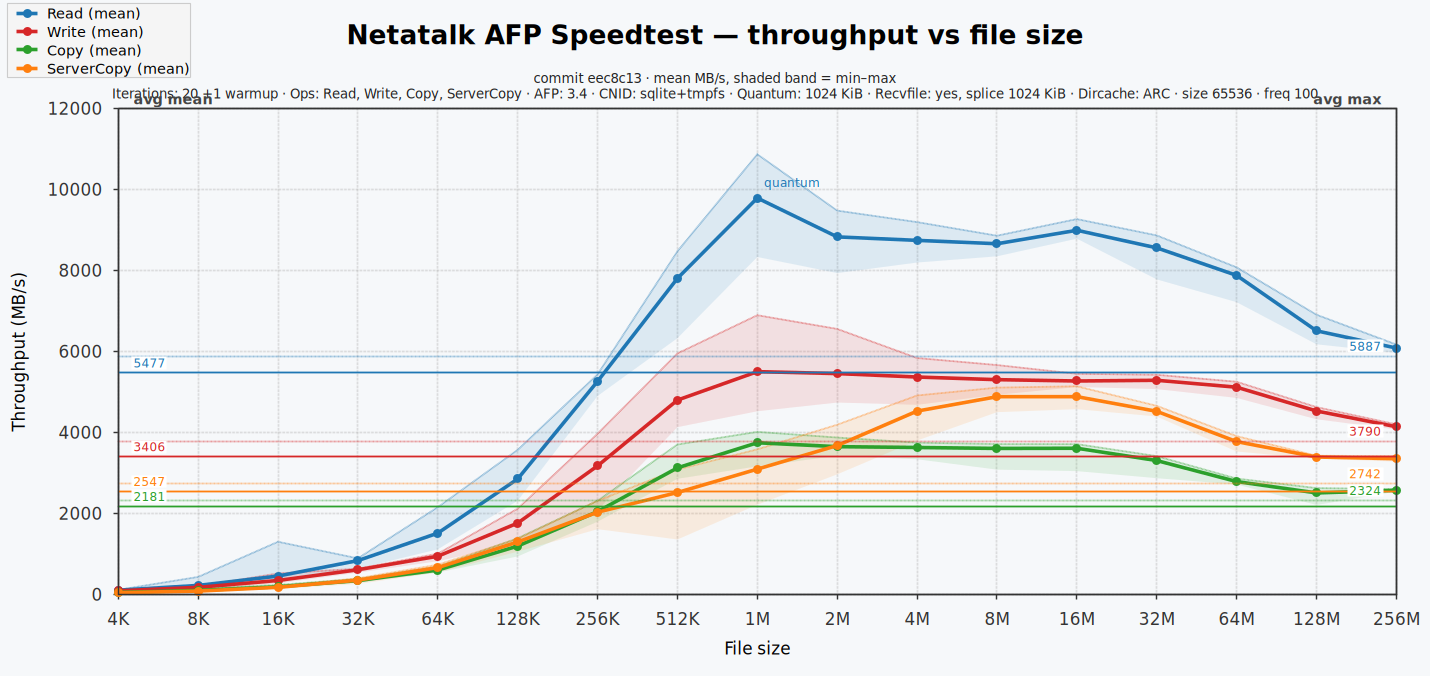 Read (mean)
Write (mean)
Copy (mean)
ServerCopy (mean)
Netatalk AFP Speedtest — throughput vs file size
commit eec8c13 · mean MB/s, shaded band = min–max
Iterations: 20 +1 warmup · Ops: Read, Write, Copy, ServerCopy · AFP: 3.4 · CNID: sqlite+tmpfs · Quantum: 1024 KiB · Recvfile: yes, splice 1024 KiB · Dircache: ARC · size 65536 · freq 100
avg mean
avg max
12000
10000
8000
6000
4000
2000
0
Throughput (MB/s)
quantum
5477
5887
3406
3790
2547
2742
2181
2324
4K 8K 16K 32K 64K 128K 256K 512K 1M 2M 4M 8M 16M 32M 64M 128M 256M
File size